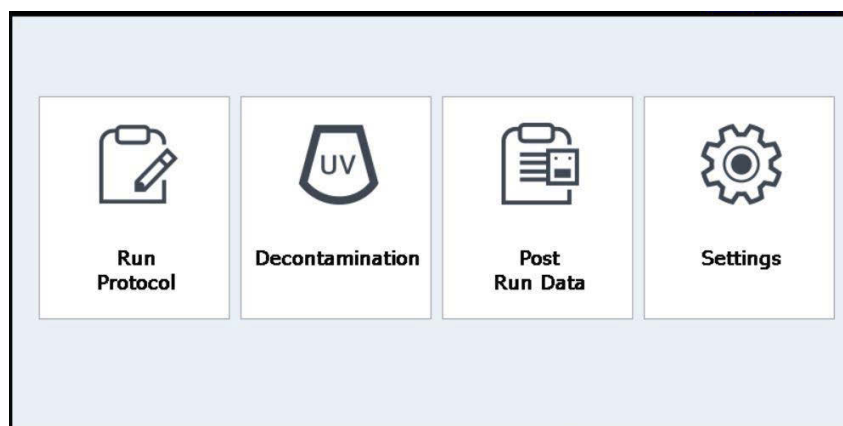 UV
Run
Protocol
Decontamination
Post
Run Data
Settings